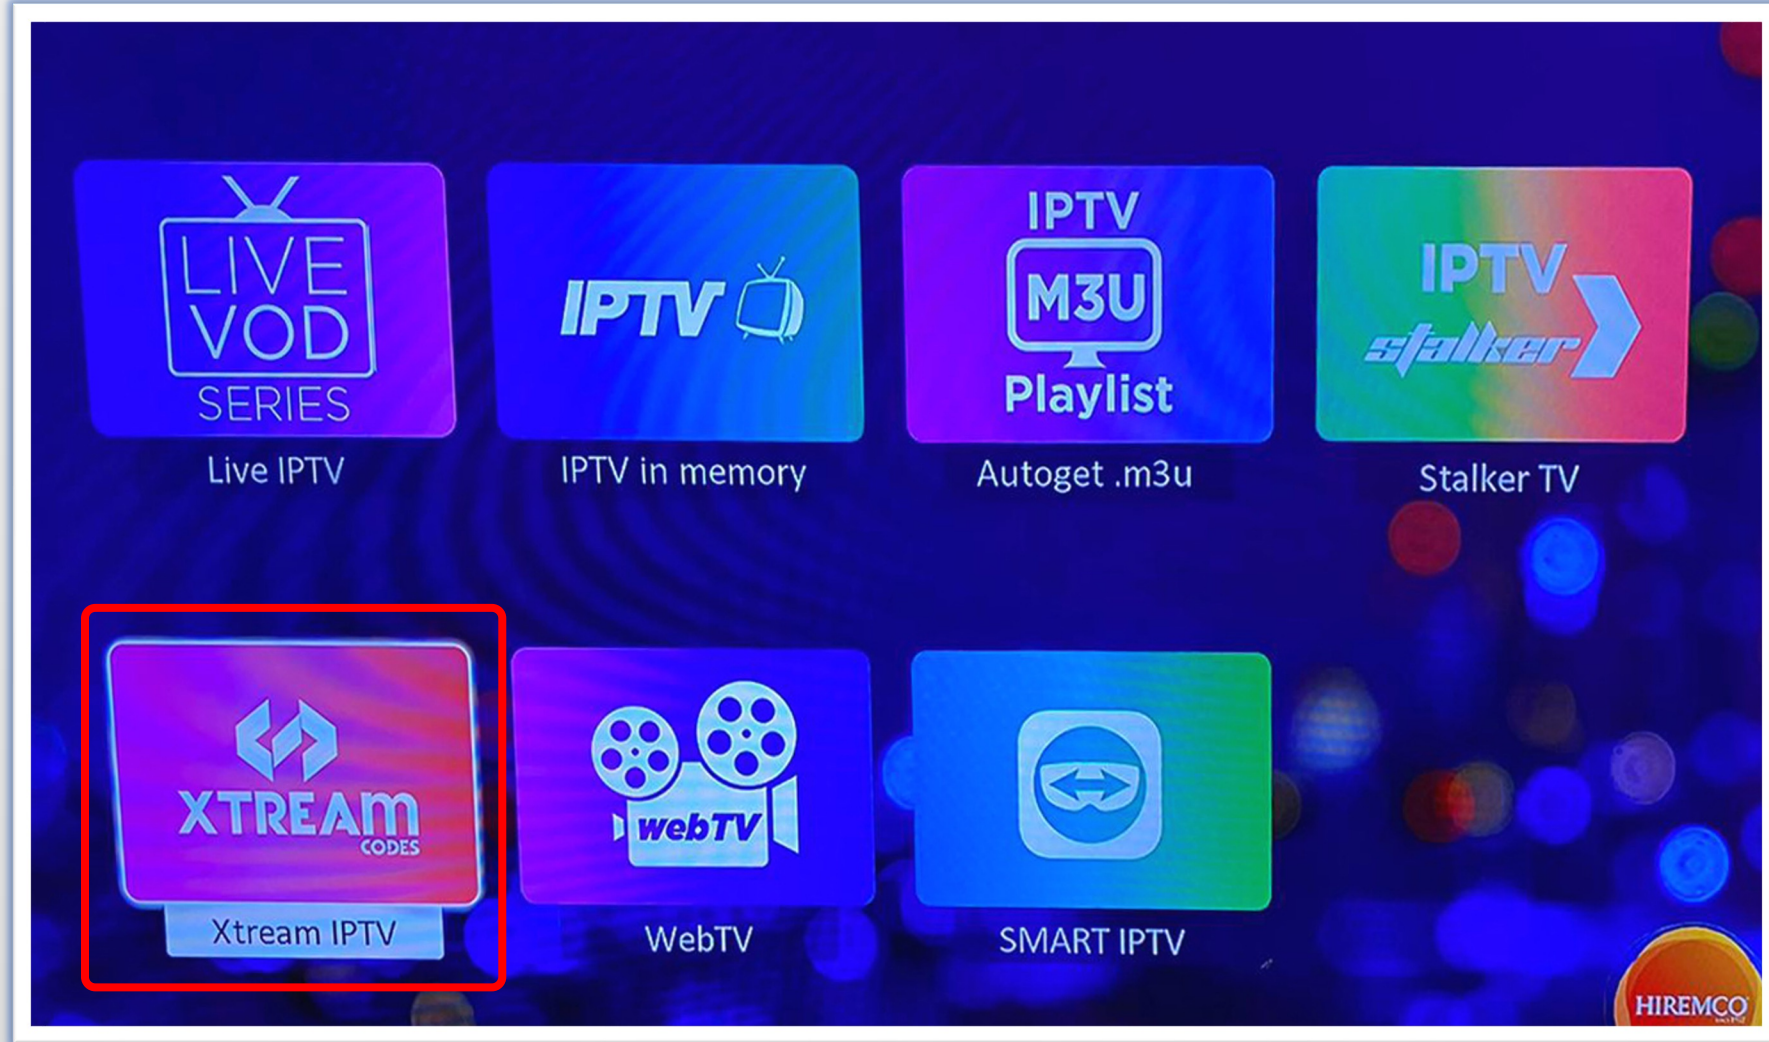 LIVE
VOD
SERIES
Live IPTV
IPTV
IPTV in memory
IPTV
M3U
Playlist
Autoget .m3u
IPTV
stalker
Stalker TV
XTREAM
CODES
Xtream IPTV
webTV
WebTV
SMART IPTV
HIREMCO